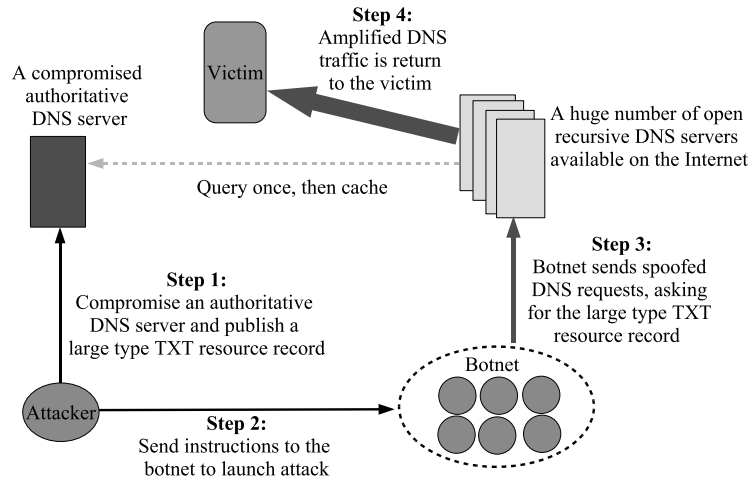 Step 4:
Amplified DNS
traffic is return
to the victim
Victim
A compromised
authoritative
DNS server
A huge number of open
recursive DNS servers
available on the Internet
Query once, then cache
Step 1:
Compromise an authoritative
DNS server and publish a
large type TXT resource record
Step 3:
Botnet sends spoofed
DNS requests, asking
for the large type TXT
resource record
Botnet
Attacker
Step 2:
Send instructions to the
botnet to launch attack